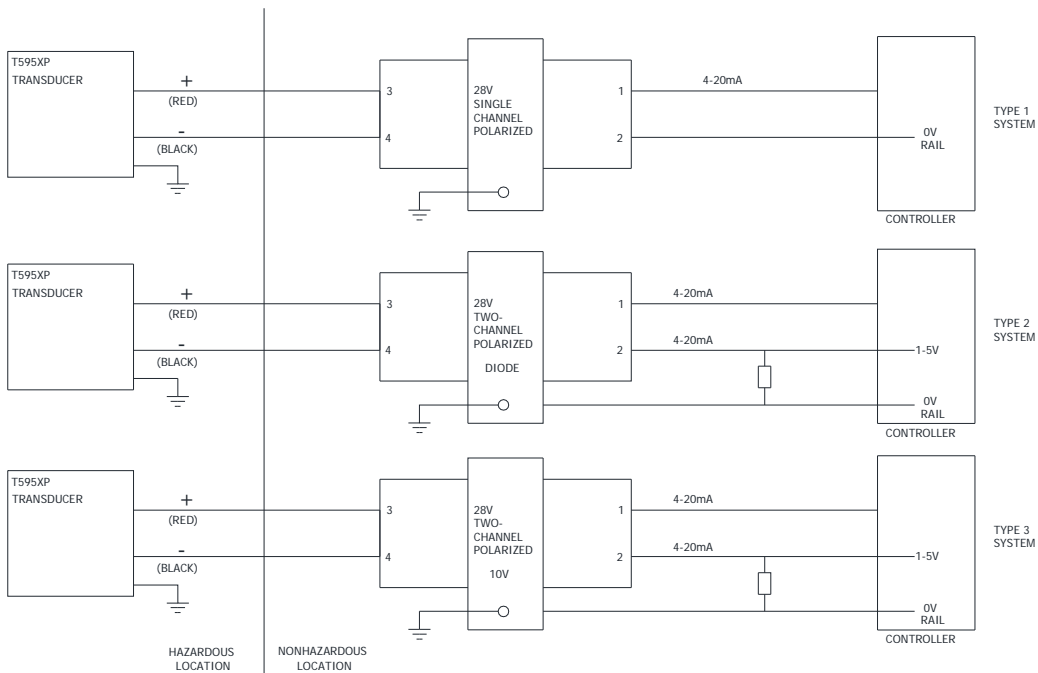 T595XP
TRANSDUCER
+
(RED)
-
(BLACK)
3
4
28V
SINGLE
CHANNEL
POLARIZED
1
2
4-20mA
0V
RAIL
CONTROLLER
TYPE 1
SYSTEM
T595XP
TRANSDUCER
+
(RED)
-
(BLACK)
3
4
28V
TWO-
CHANNEL
POLARIZED
DIODE
1
2
4-20mA
4-20mA
1-5V
0V
RAIL
CONTROLLER
TYPE 2
SYSTEM
T595XP
TRANSDUCER
+
(RED)
-
(BLACK)
3
4
28V
TWO-
CHANNEL
POLARIZED
10V
1
2
4-20mA
4-20mA
1-5V
0V
RAIL
CONTROLLER
TYPE 3
SYSTEM
HAZARDOUS
LOCATION
NONHAZARDOUS
LOCATION